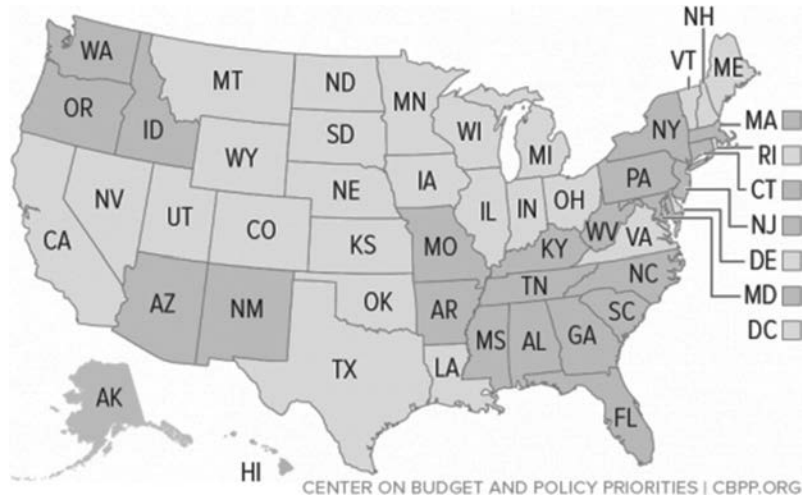 NH
WA
MT
ND
MN
VT
ME
OR
ID
SD
WI
NY
MA
WY
MI
RI
NV
NE
IA
PA
CT
UT
CO
IL
IN
OH
NJ
CA
KS
MO
KY
WV
VA
DE
AZ
NM
OK
AR
TN
NC
MD
SC
MS
AL
GA
DC
TX
LA
AK
FL
HI
CENTER ON BUDGET AND POLICY PRIORITIES | CBPP.ORG